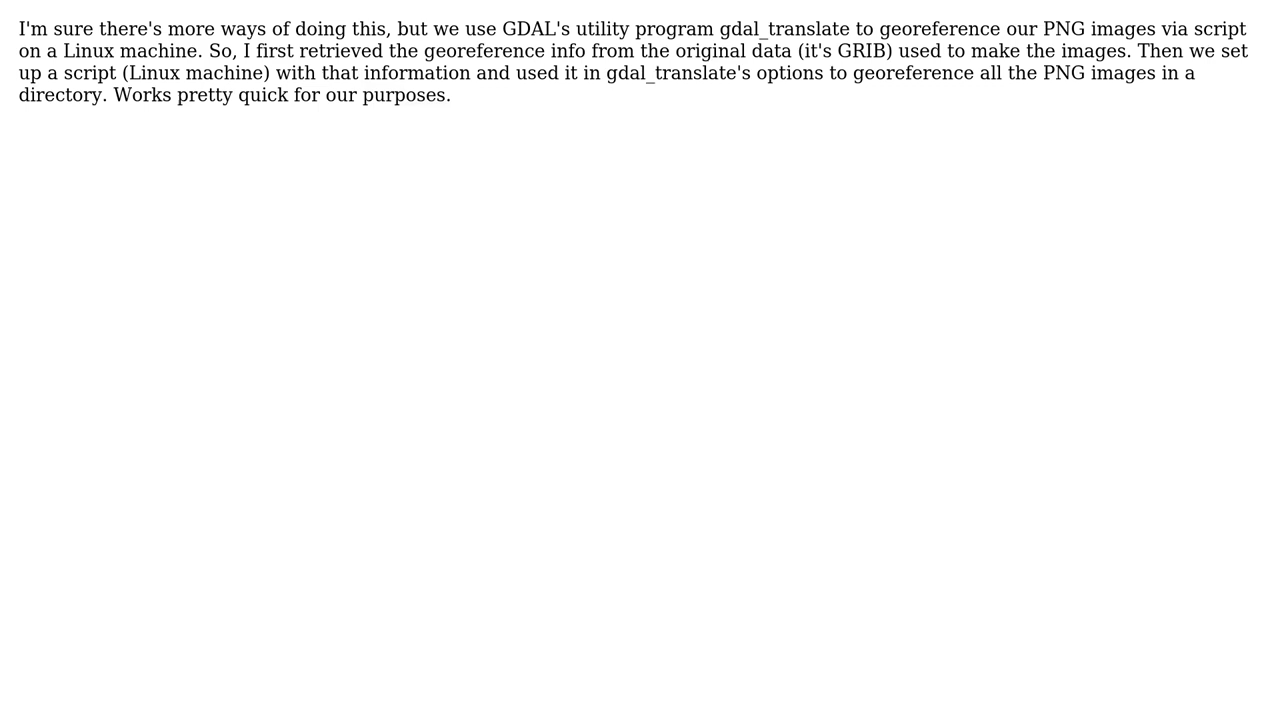 I'm sure there's more ways of doing this, but we use GDAL's utility program gdal_translate to georeference our PNG images via script
on a Linux machine. So, I first retrieved the georeference info from the original data (it's GRIB) used to make the images. Then we set
up a script (Linux machine) with that information and used it in gdal_translate's options to georeference all the PNG images in a
directory. Works pretty quick for our purposes.